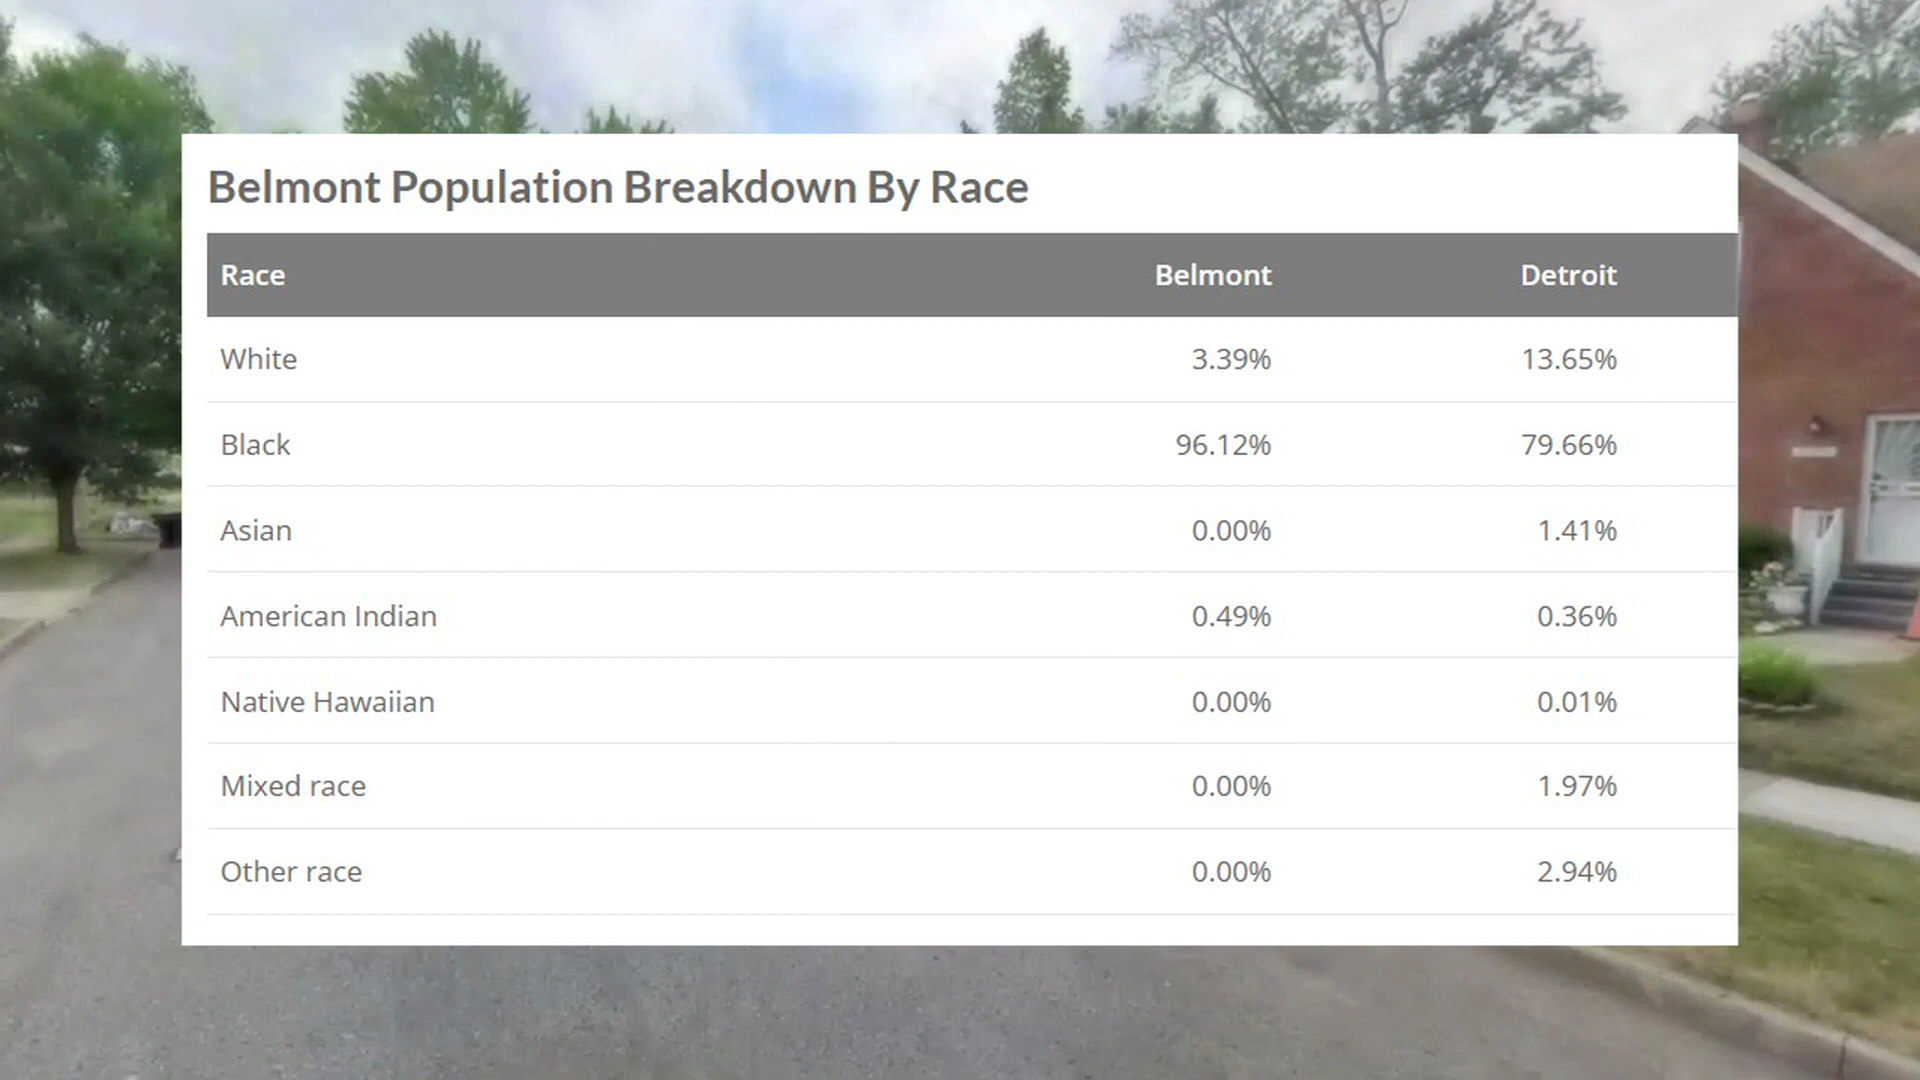 Belmont Population Breakdown By Race
Race Belmont Detroit
White 3.39% 13.65%
Black 96.12% 79.66%
Asian 0.00% 1.41%
American Indian 0.49% 0.36%
Native Hawaiian 0.00% 0.01%
Mixed race 0.00% 1.97%
Other race 0.00% 2.94%